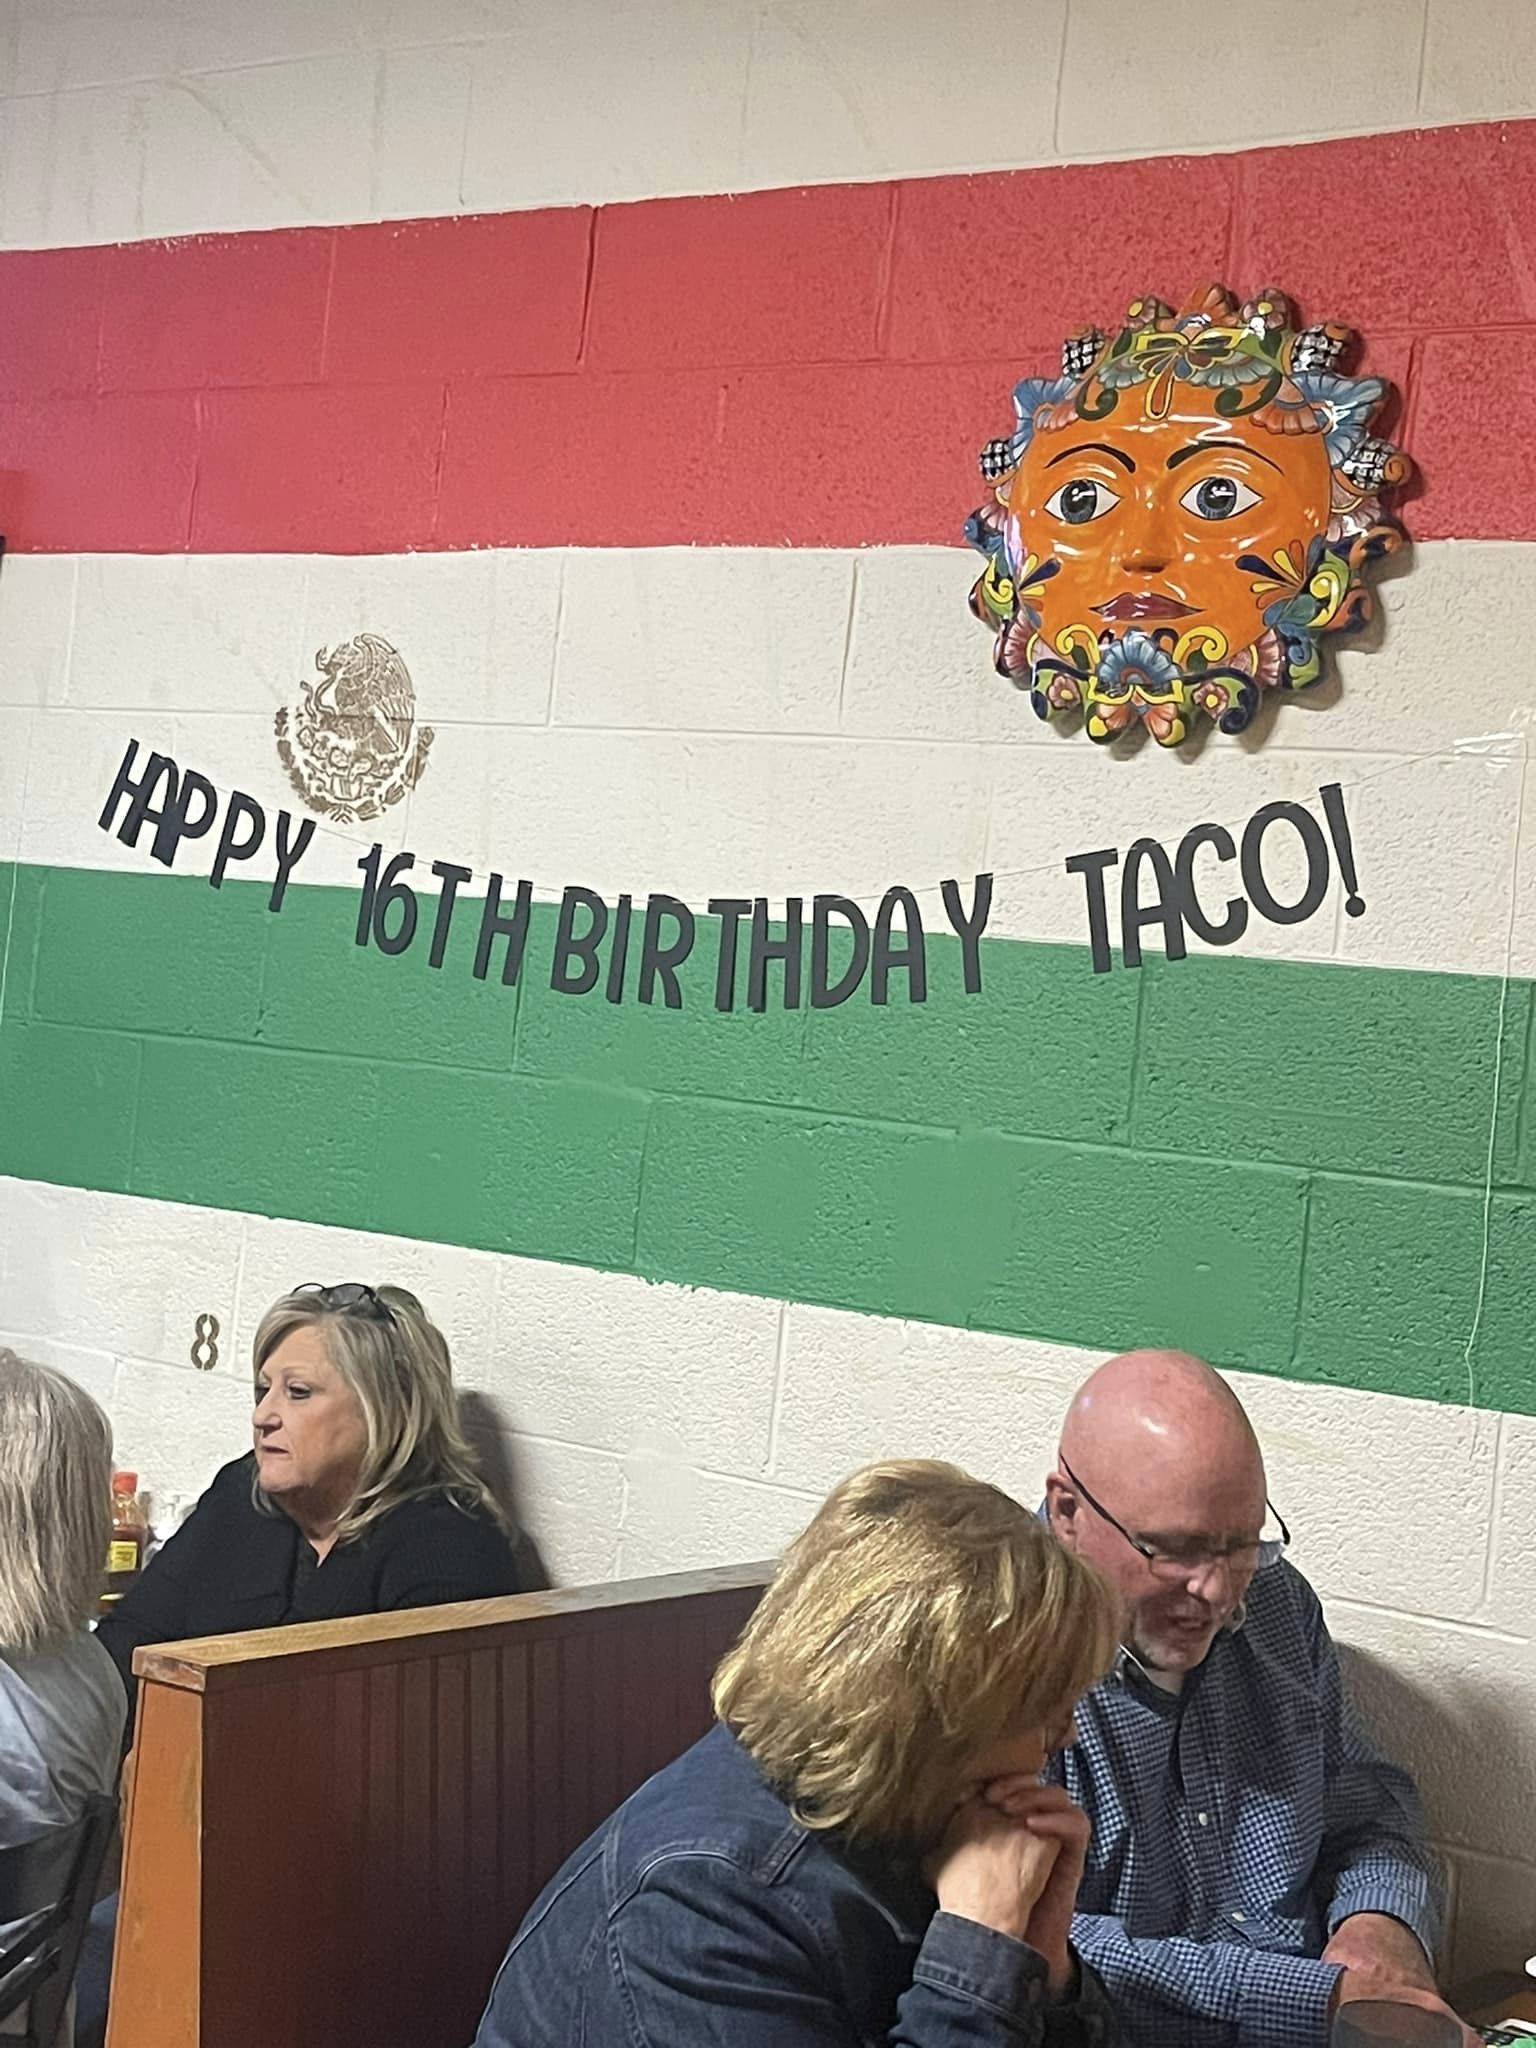 HAPPY 16TH BIRTHDAY TACO!
8